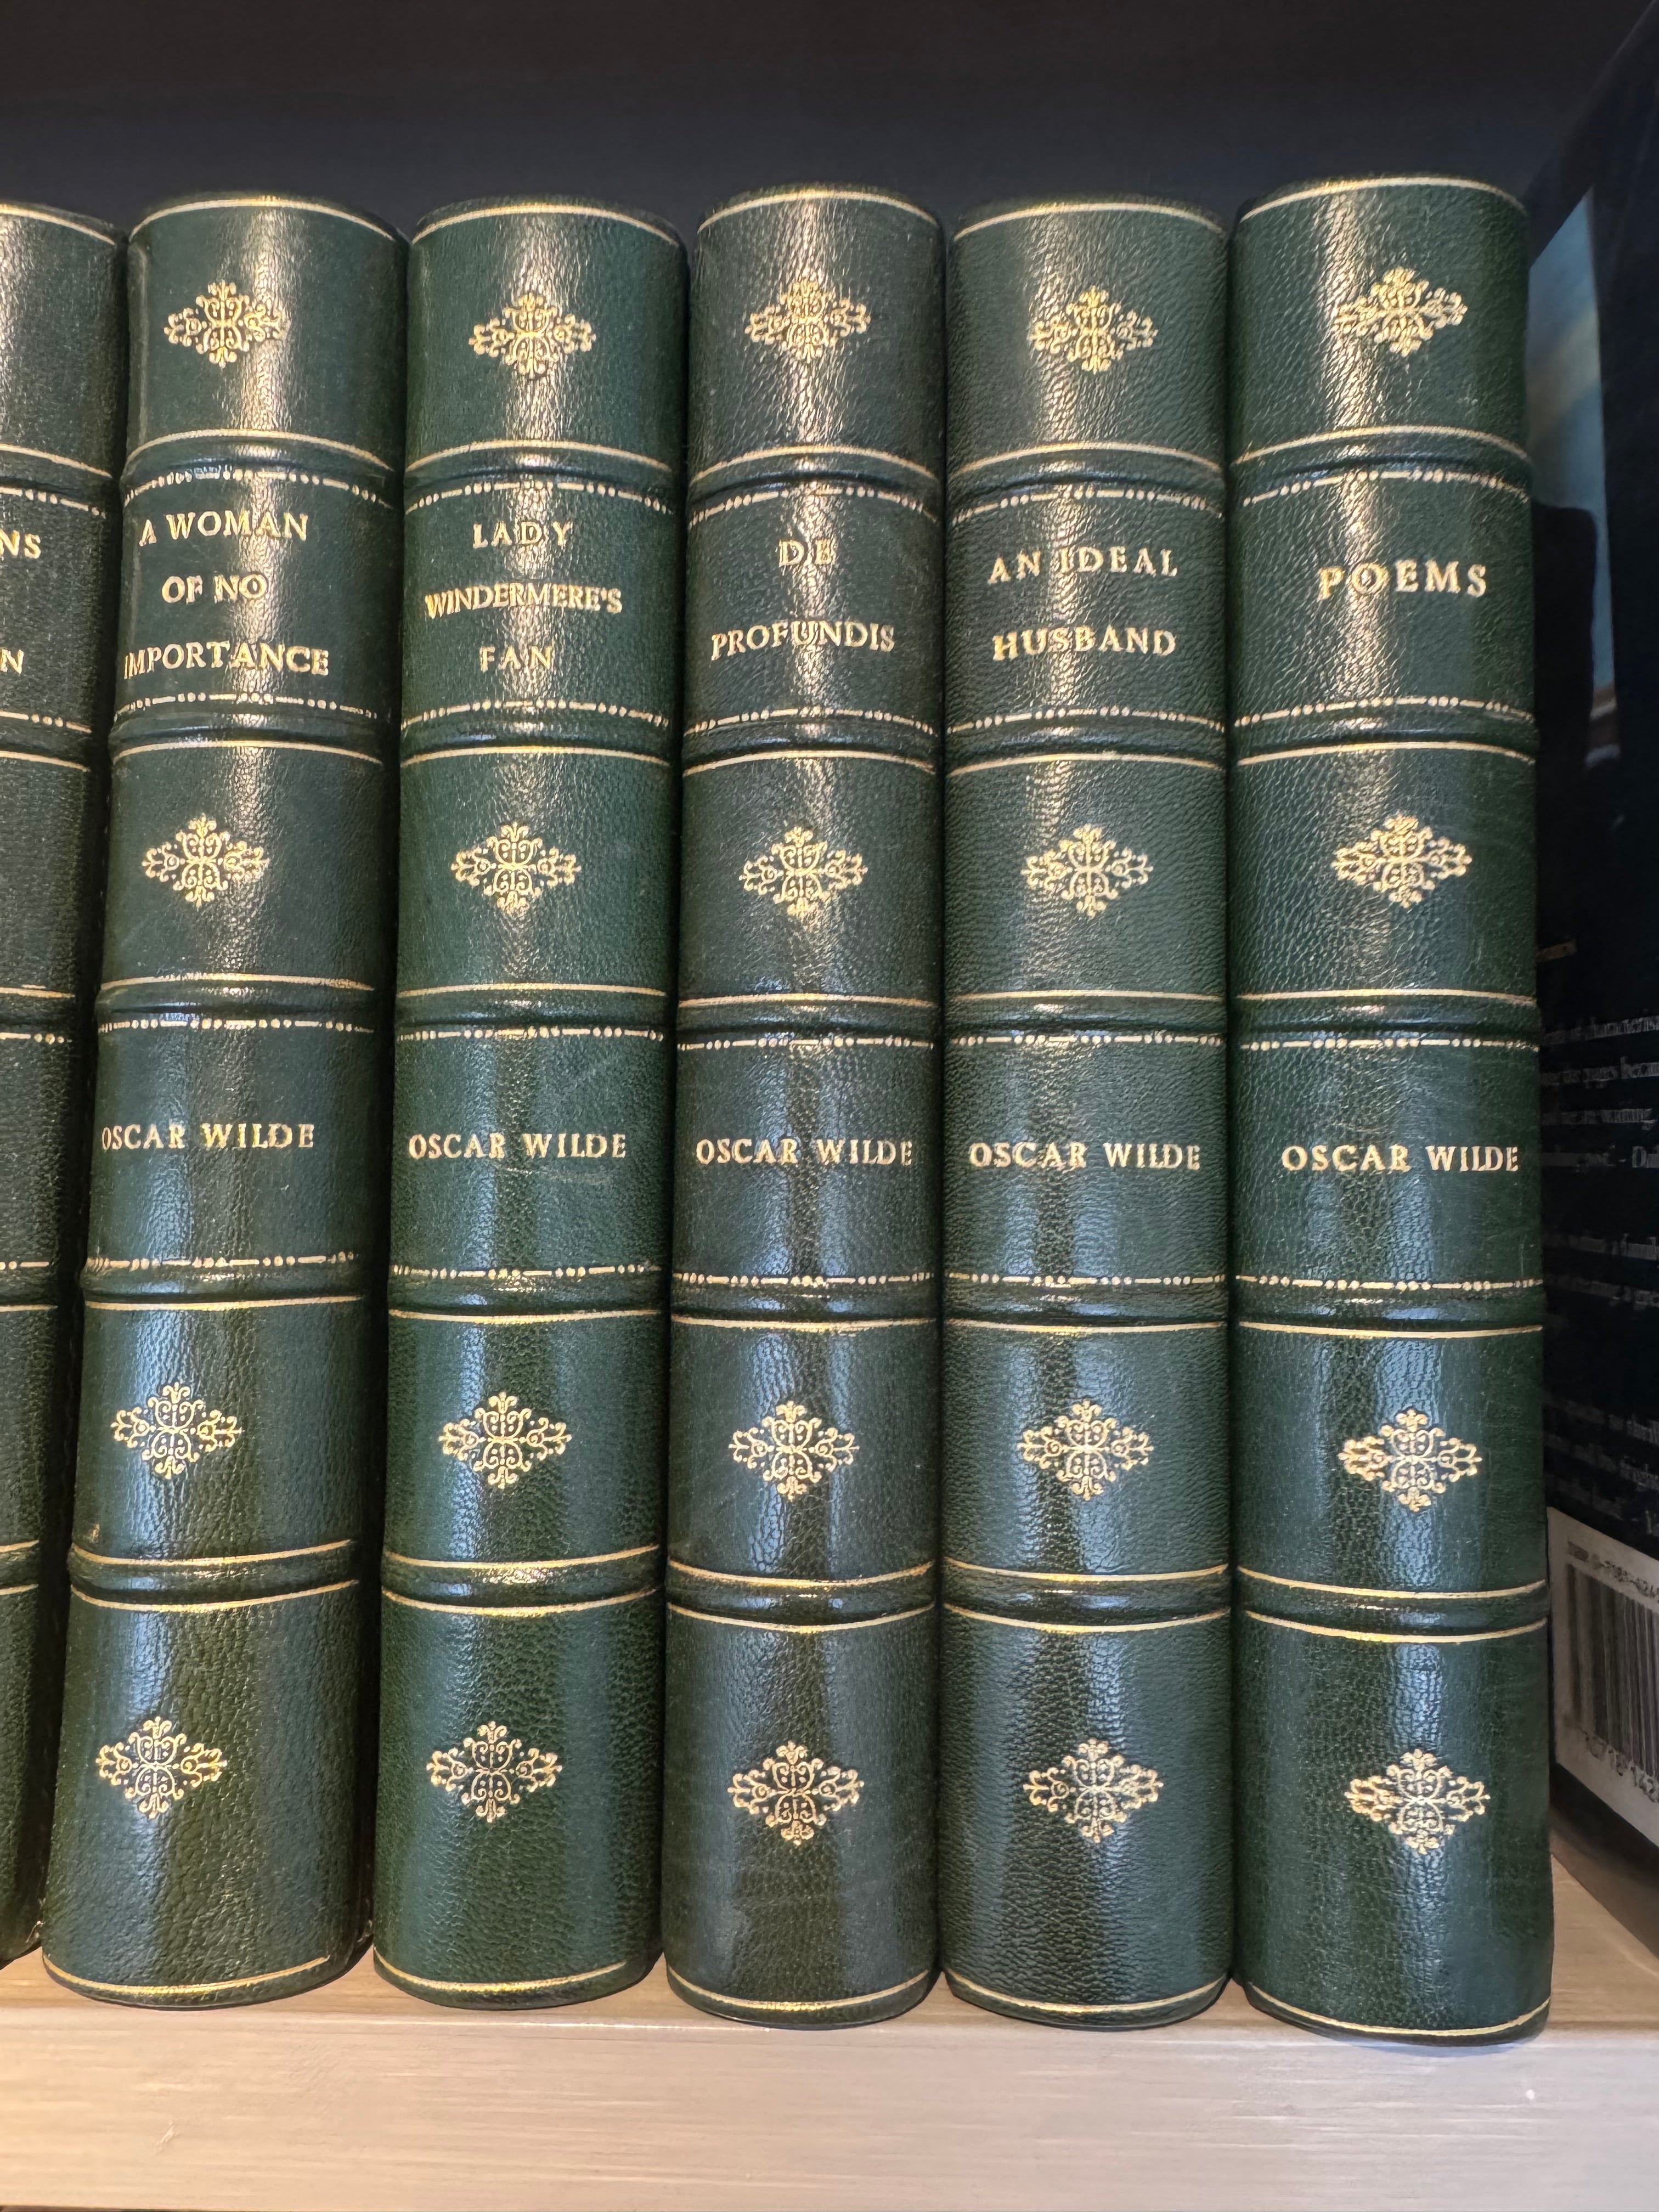 NS
N
A WOMAN
OF NO
IMPORTANCE
OSCAR WILDE
LADY
WINDERMERE'S
FAN
OSCAR WILDE
DE
PROFUNDIS
OSCAR WILDE
AN IDEAL
HUSBAND
OSCAR WILDE
POEMS
OSCAR WILDE